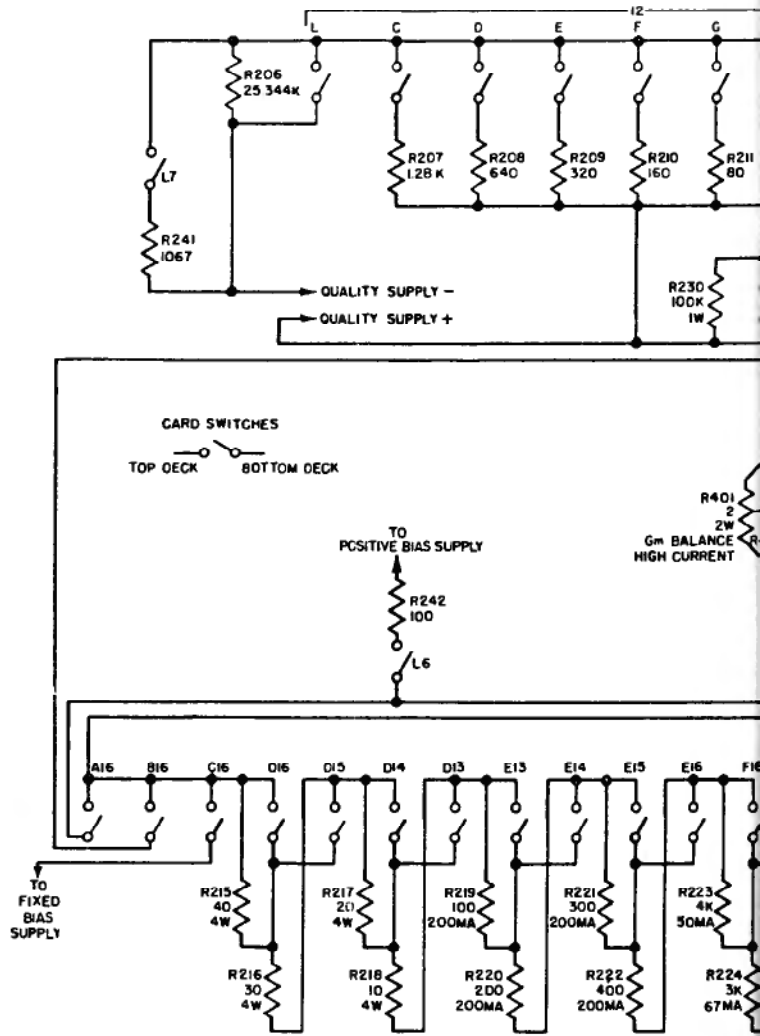 12
L C D E F G
R206
25.344K
L7
R207
1.28K
R208
640
R209
320
R210
160
R211
80
R241
1067
QUALITY SUPPLY -
QUALITY SUPPLY +
R230
100K
1W
CARD SWITCHES
TOP DECK
BOTTOM DECK
R401
2
2W
Gm BALANCE
HIGH CURRENT
R-
TO
POSITIVE BIAS SUPPLY
R242
100
L6
A16 B16 C16 D16 D15 D14 D13 E13 E14 E15 E16 F16
TO
FIXED
BIAS
SUPPLY
R215
40
4W
R217
20
4W
R219
100
200MA
R221
300
200MA
R223
4K
50MA
R216
30
4W
R218
10
4W
R220
200
200MA
R222
400
200MA
R224
3K
67MA